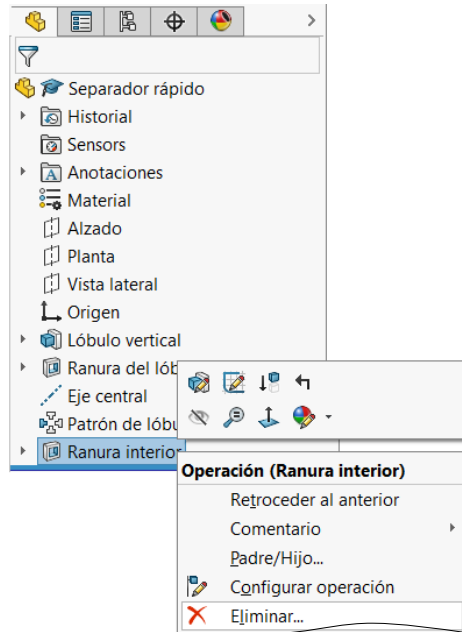 Separador rápido
Historial
Sensors
Anotaciones
Material
Alzado
Planta
Vista lateral
Origen
Lóbulo vertical
Ranura del lób
Eje central
Patrón de lóbu
Ranura interior
Operación (Ranura interior)
Retroceder al anterior
Comentario
Padre/Hijo...
Configurar operación
Eliminar...